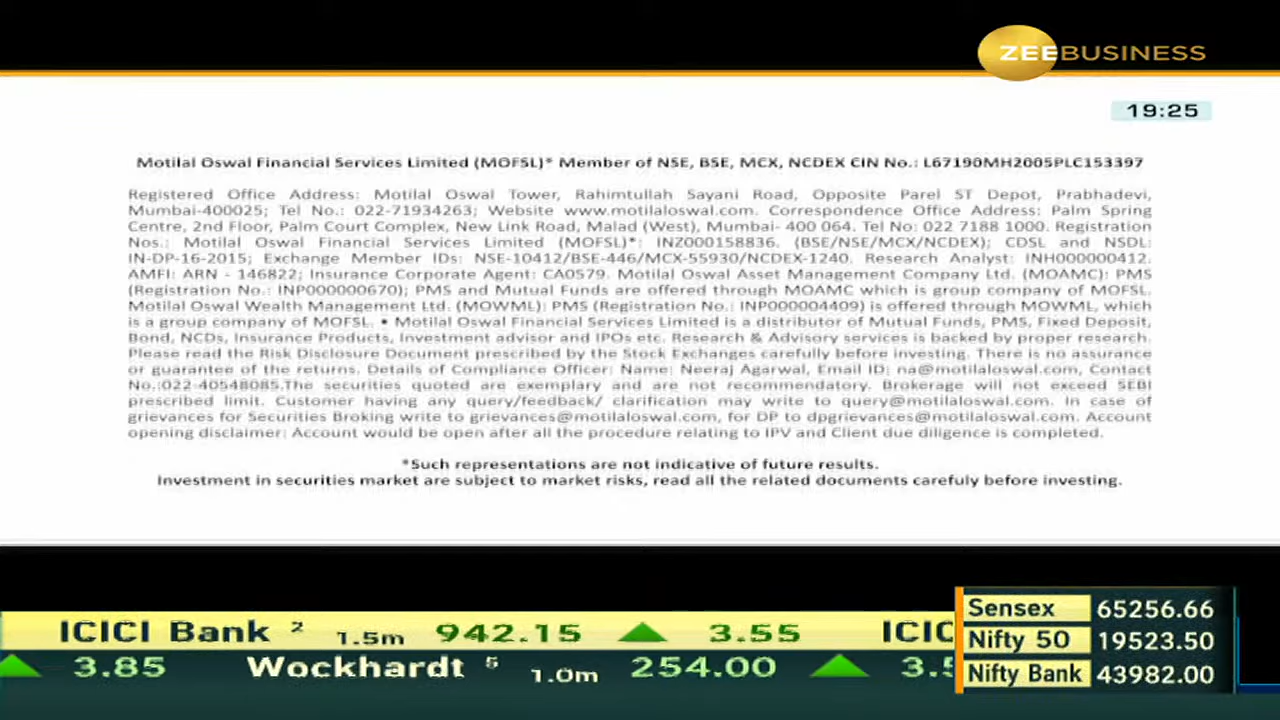 ZEEBUSINESS
19:25
Motilal Oswal Financial Services Limited (MOFSL)* Member of NSE, BSE, MCX, NCDEX CIN No.: L67190MH2005PLC153397
Registered Office Address: Motilal Oswal Tower, Rahimtullah Sayani Road, Opposite Parel ST Depot, Prabhadevi,
Mumbai-400025; Tel No.: 022-71934263; Website www.motilaloswal.com. Correspondence Office Address: Palm Spring
Centre, 2nd Floor, Palm Court Complex, New Link Road, Malad (West), Mumbai- 400 064. Tel No: 022 7188 1000. Registration
Nos.: Motilal Oswal Financial Services Limited (MOFSL)*: INZ000158836. (BSE/NSE/MCX/NCDEX); CDSL and NSDL:
IN-DP-16-2015; Exchange Member IDs: NSE-10412/BSE-446/MCX-55930/NCDEX-1240. Research Analyst: INH000000412.
AMFI: ARN - 146822; Insurance Corporate Agent: CA0579. Motilal Oswal Asset Management Company Ltd. (MOAMC): PMS
(Registration No.: INP000000670); PMS and Mutual Funds are offered through MOAMC which is group company of MOFSL.
Motilal Oswal Wealth Management Ltd. (MOWML): PMS (Registration No.: INP000004409) is offered through MOWML, which
is a group company of MOFSL. • Motilal Oswal Financial Services Limited is a distributor of Mutual Funds, PMS, Fixed Deposit,
Bond, NCDs, Insurance Products, Investment advisor and IPOs etc. Research & Advisory services is backed by proper research.
Please read the Risk Disclosure Document prescribed by the Stock Exchanges carefully before investing. There is no assurance
or guarantee of the returns. Details of Compliance Officer: Name: Neeraj Agarwal, Email ID: na@motilaloswal.com, Contact
No.:022-40548085.The securities quoted are exemplary and are not recommendatory. Brokerage will not exceed SEBI
prescribed limit. Customer having any query/feedback/ clarification may write to query@motilaloswal.com. In case of
grievances for Securities Broking write to grievances@motilaloswal.com, for DP to dpgrievances@motilaloswal.com. Account
opening disclaimer: Account would be open after all the procedure relating to IPV and Client due diligence is completed.
*Such representations are not indicative of future results.
Investment in securities market are subject to market risks, read all the related documents carefuly before investing.
ICICI Bank 2 1.5m 942.15 3.55 ICIC
3.85 Wockhardt 5 1.0m 254.00 3.5
Sensex 65256.66
Nifty 50 19523.50
Nifty Bank 43982.00